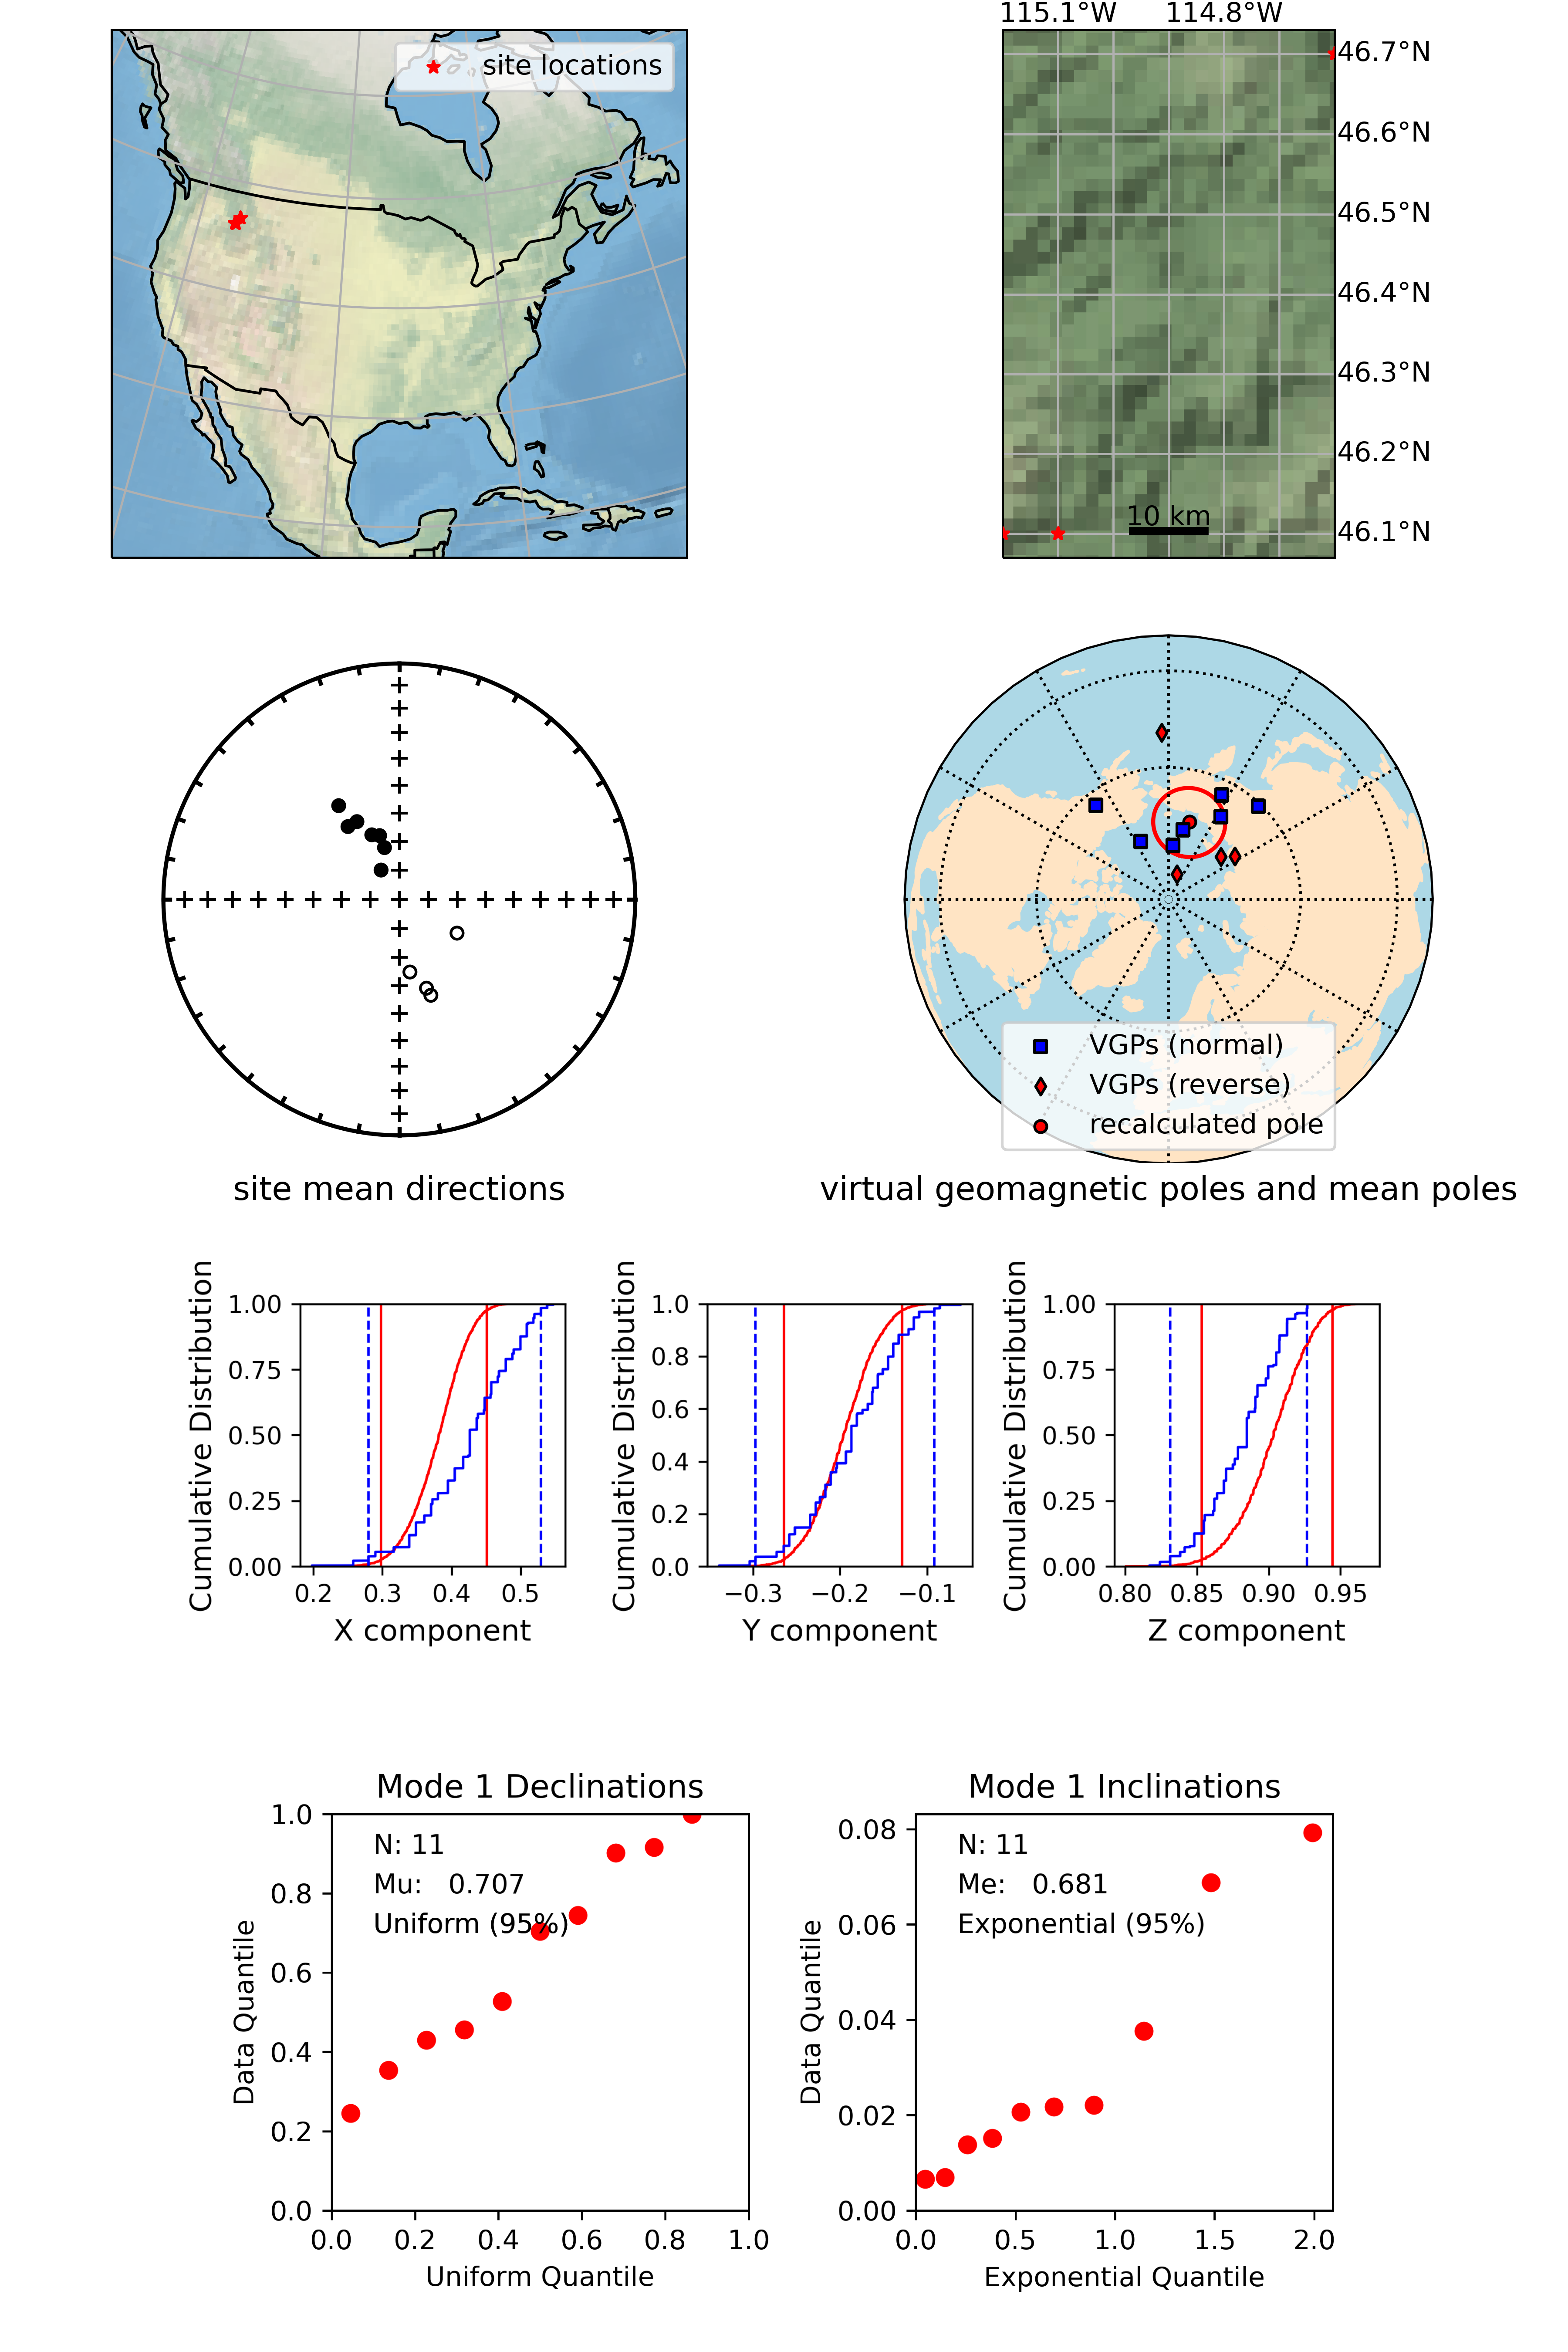 site locations
115.1°W 114.8°W
46.7°N
46.6°N
46.5°N
46.4°N
46.3°N
46.2°N
46.1°N
10 km
site mean directions
VGPs (normal)
VGPs (reverse)
recalculated pole
virtual geomagnetic poles and mean poles
Cumulative Distribution
1.00
0.75
0.50
0.25
0.00
0.2 0.3 0.4 0.5
X component
Cumulative Distribution
1.0
0.8
0.6
0.4
0.2
0.0
−0.3 −0.2 −0.1
Y component
Cumulative Distribution
1.00
0.75
0.50
0.25
0.00
0.80 0.85 0.90 0.95
Z component
Mode 1 Declinations
N: 11
Mu: 0.707
Uniform (95%)
Data Quantile
1.0
0.8
0.6
0.4
0.2
0.0
0.0 0.2 0.4 0.6 0.8 1.0
Uniform Quantile
Mode 1 Inclinations
N: 11
Me: 0.681
Exponential (95%)
Data Quantile
0.08
0.06
0.04
0.02
0.00
0.0 0.5 1.0 1.5 2.0
Exponential Quantile